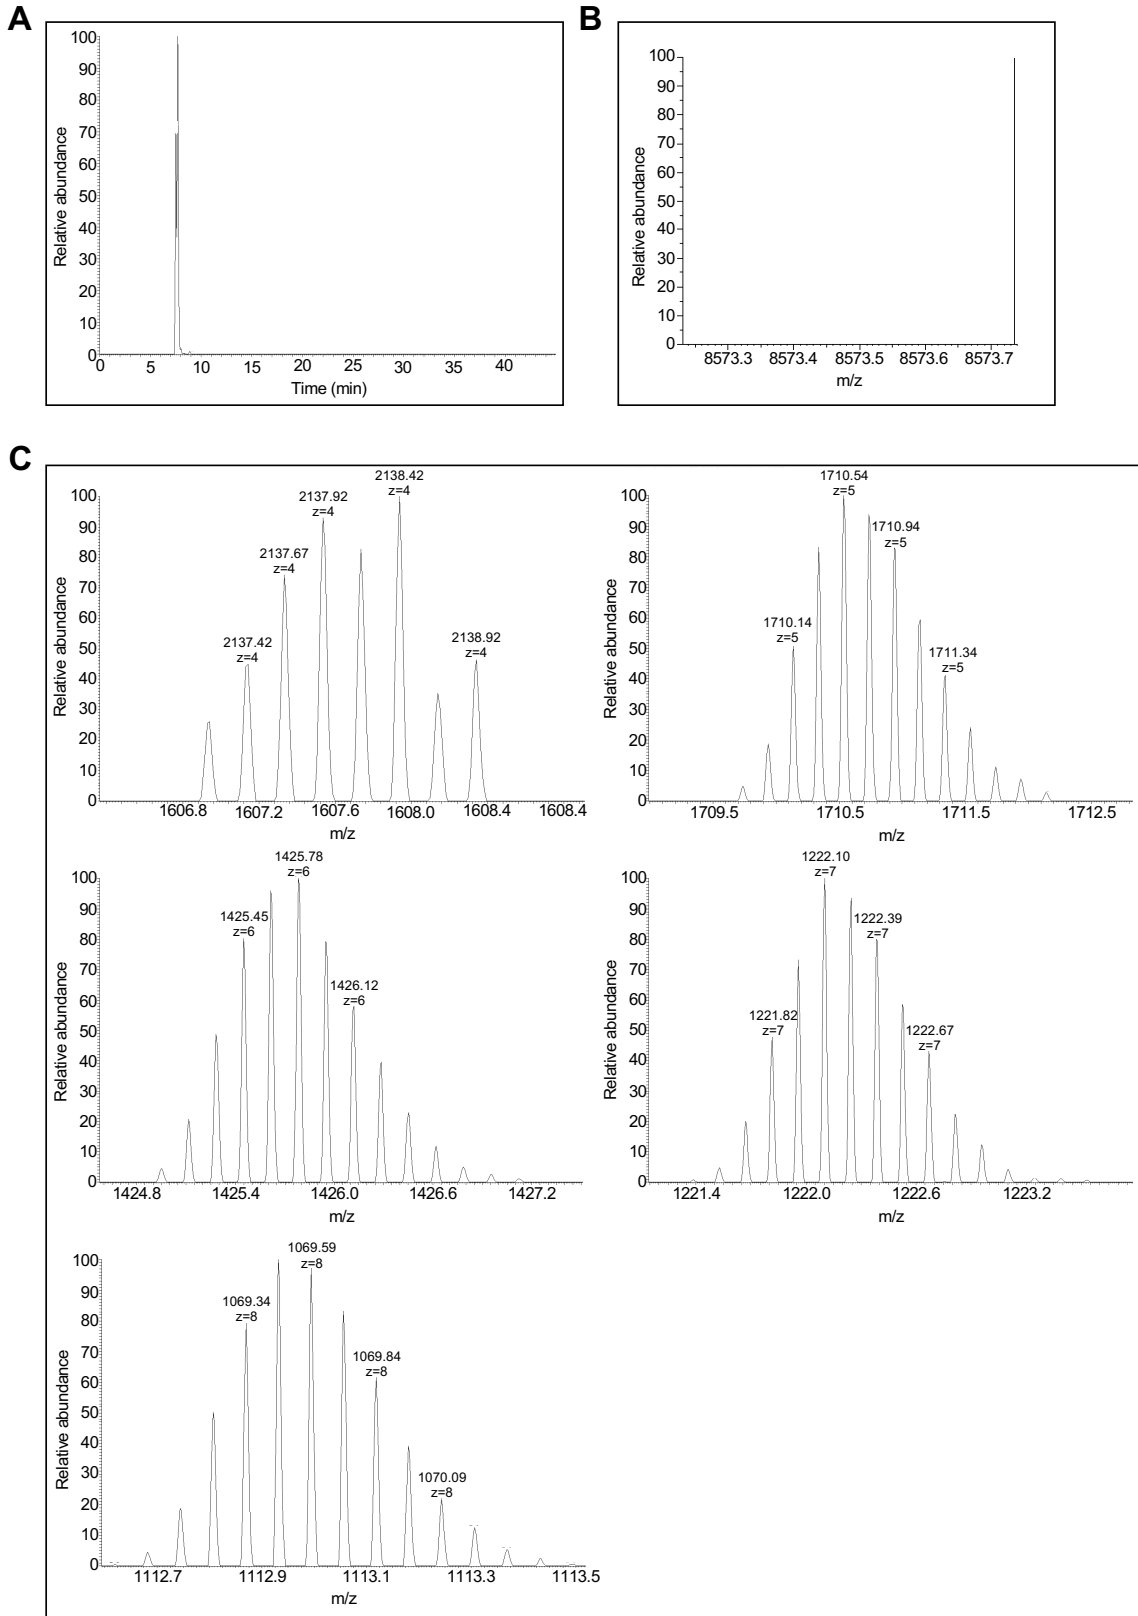 A
100
90
80
70
60
50
40
30
20
10
0
Relative abundance
0 5 10 15 20 25 30 35 40
Time (min)
B
100
90
80
70
60
50
40
30
20
10
0
Relative abundance
8573.3 8573.4 8573.5 8573.6 8573.7
m/z
C
100
90
80
70
60
50
40
30
20
10
0
Relative abundance
2137.42
z=4
2137.67
z=4
2137.92
z=4
2138.42
z=4
2138.92
z=4
1606.8 1607.2 1607.6 1608.0 1608.4 1608.4
m/z
100
90
80
70
60
50
40
30
20
10
0
Relative abundance
1710.14
z=5
1710.54
z=5
1710.94
z=5
1711.34
z=5
1709.5 1710.5 1711.5 1712.5
m/z
100
90
80
70
60
50
40
30
20
10
0
Relative abundance
1425.45
z=6
1425.78
z=6
1426.12
z=6
1424.8 1425.4 1426.0 1426.6 1427.2
m/z
100
90
80
70
60
50
40
30
20
10
0
Relative abundance
1221.82
z=7
1222.10
z=7
1222.39
z=7
1222.67
z=7
1221.4 1222.0 1222.6 1223.2
m/z
100
90
80
70
60
50
40
30
20
10
0
Relative abundance
1069.34
z=8
1069.59
z=8
1069.84
z=8
1070.09
z=8
1112.7 1112.9 1113.1 1113.3 1113.5
m/z